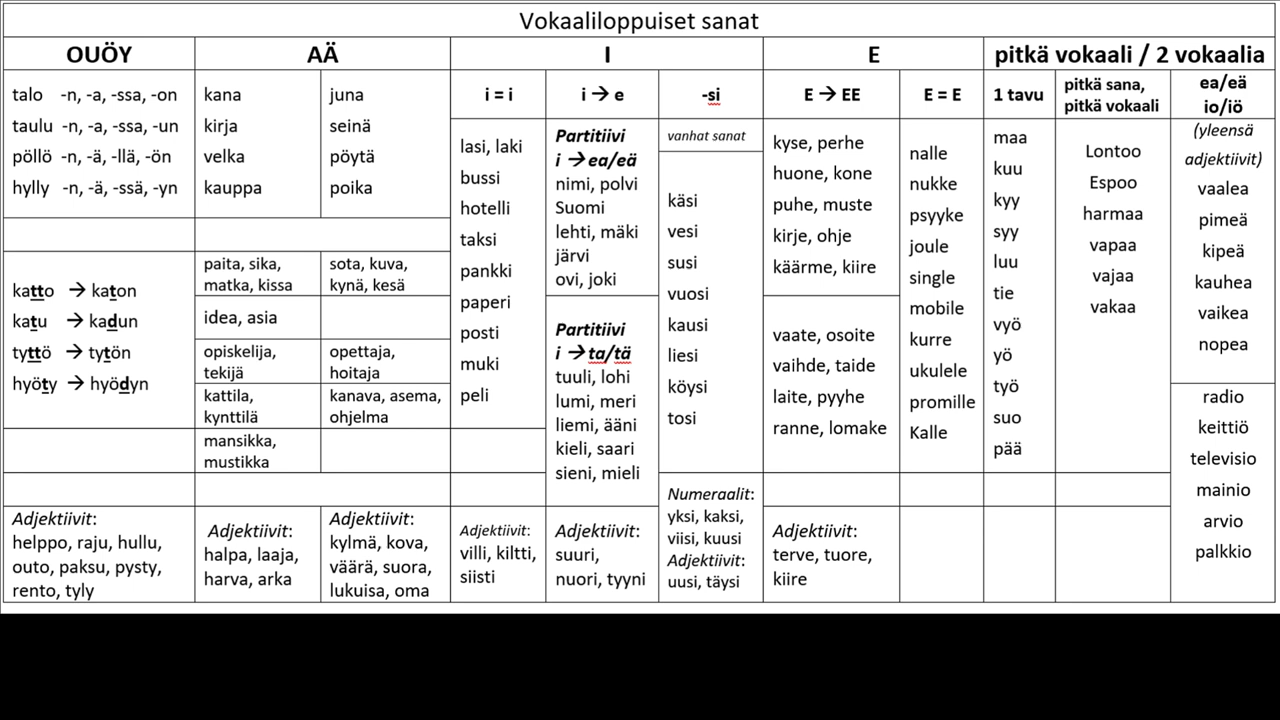 Vokaaliloppuiset sanat
OUÖY
AÄ
I
E
pitkä vokaali / 2 vokaalia
talo -n, -a, -ssa, -on
taulu -n, -a, -ssa, -un
pöllö -n, -ä, -llä, -ön
hylly -n, -ä, -ssä, -yn
katto → katon
katu → kadun
tyttö → tytön
hyöty → hyödyn
Adjektiivit:
helppo, raju, hullu,
outo, paksu, pysty,
rento, tyly
kana
kirja
velka
kauppa
paita, sika,
matka, kissa
idea, asia
opiskelija,
tekijä
kattila,
kynttilä
mansikka,
mustikka
Adjektiivit:
halpa, laaja,
harva, arka
juna
seinä
pöytä
poika
sota, kuva,
kynä, kesä
opettaja,
hoitaja
kanava, asema,
ohjelma
Adjektiivit:
kylmä, kova,
väärä, suora,
lukuisa, oma
i = i
lasi, laki
bussi
hotelli
taksi
pankki
paperi
posti
muki
peli
Adjektiivit:
villi, kiltti,
siisti
i → e
Partitiivi
i → ea/eä
nimi, polvi
Suomi
lehti, mäki
järvi
ovi, joki
Partitiivi
i → ta/tä
tuuli, lohi
lumi, meri
liemi, ääni
kieli, saari
sieni, mieli
Adjektiivit:
suuri,
nuori, tyyni
-si
vanhat sanat
käsi
vesi
susi
vuosi
kausi
liesi
köysi
tosi
Numeraalit:
yksi, kaksi,
viisi, kuusi
Adjektiivit:
uusi, täysi
E → EE
kyse, perhe
huone, kone
puhe, muste
kirje, ohje
käärme, kiire
vaate, osoite
vaihde, taide
laite, pyyhe
ranne, lomake
Adjektiivit:
terve, tuore,
kiire
E = E
nalle
nukke
psyyke
joule
single
mobile
kurre
ukulele
promille
Kalle
1 tavu
maa
kuu
kyy
syy
luu
tie
vyö
yö
työ
suo
pää
pitkä sana,
pitkä vokaali
Lontoo
Espoo
harmaa
vapaa
vajaa
vakaa
ea/eä
io/iö
(yleensä
adjektiivit)
vaalea
pimeä
kipeä
kauhea
vaikea
nopea
radio
keittiö
televisio
mainio
arvio
palkkio